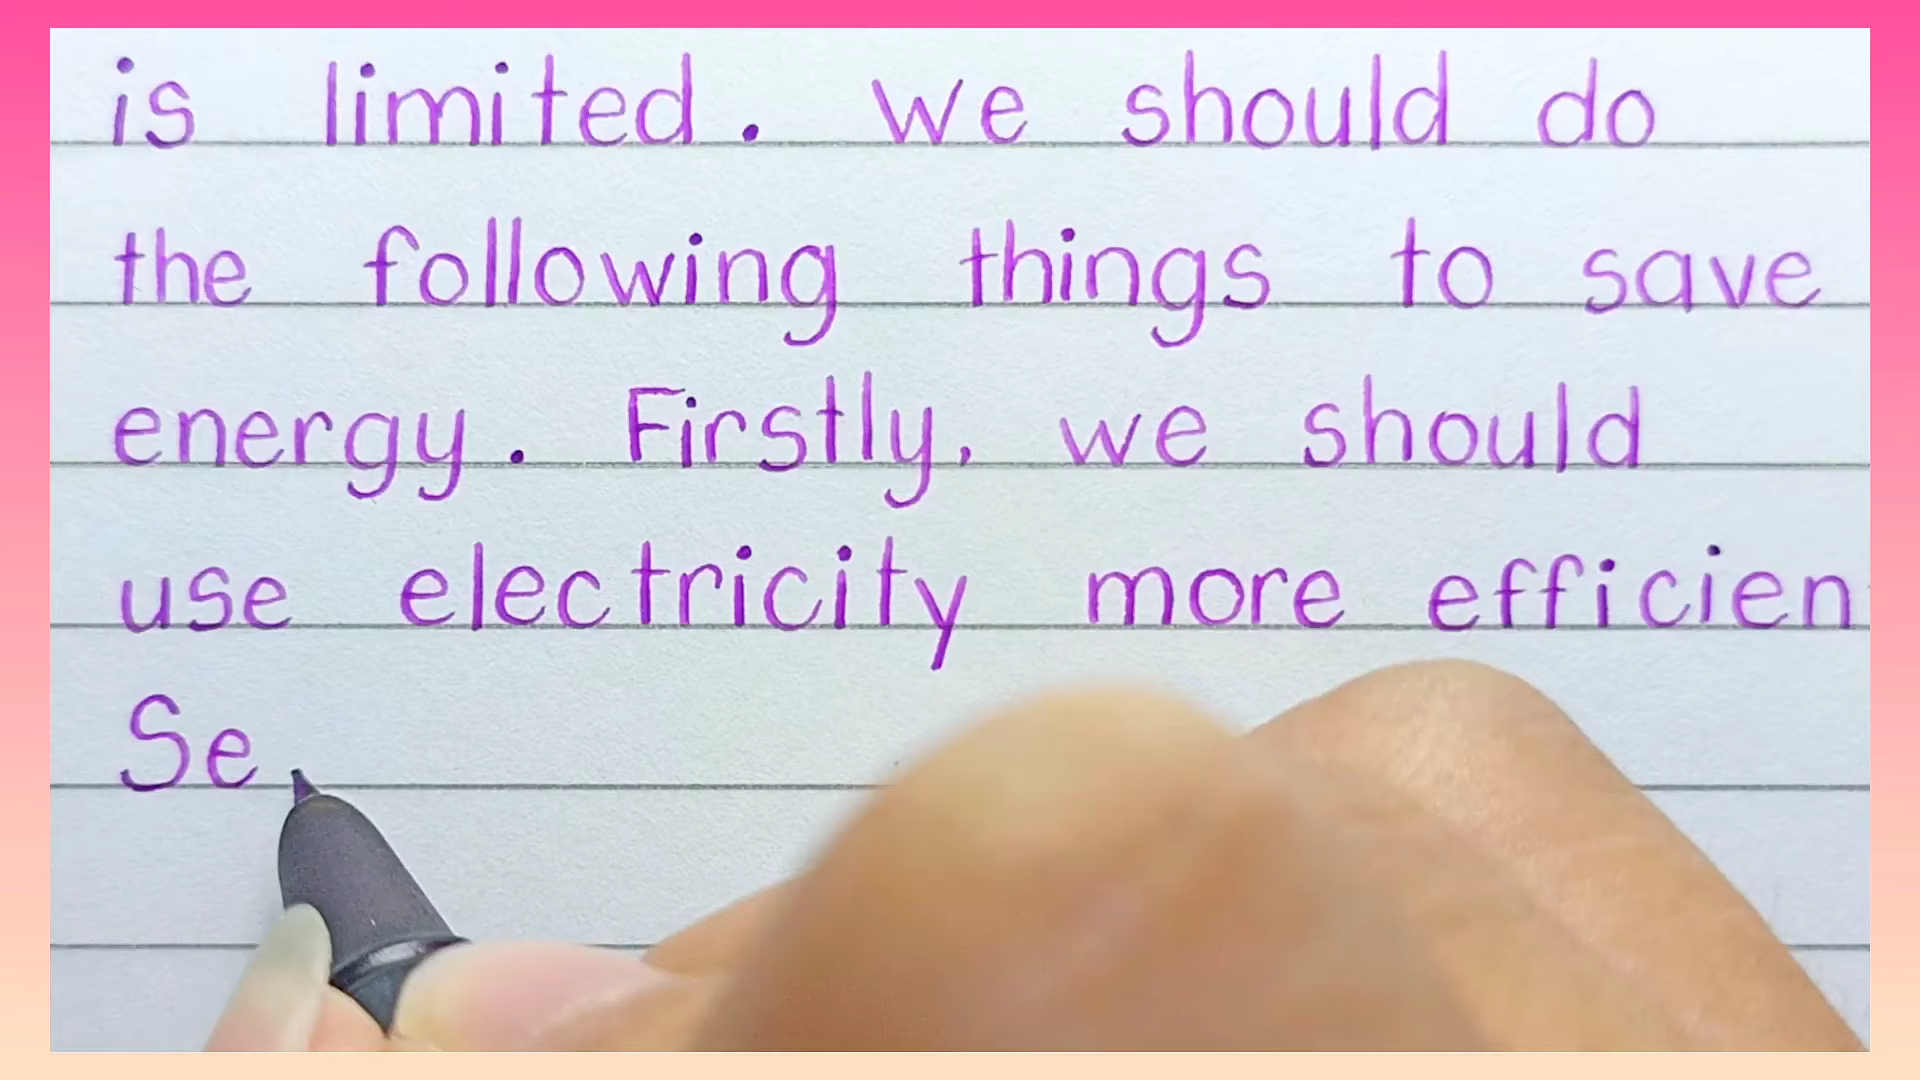 is limited. we should do
the following things to save
energy. Firstly, we should
use electricity more efficien
Se